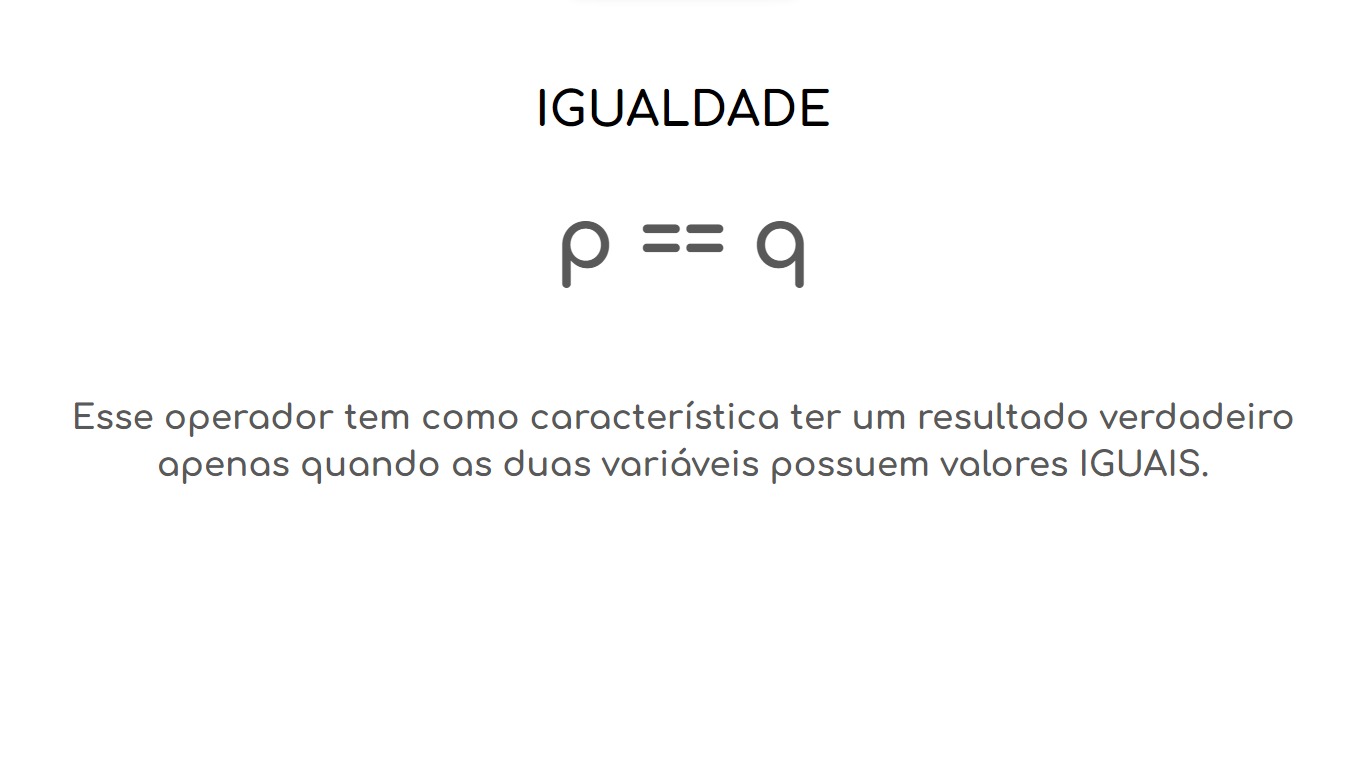 IGUALDADE
p == q
Esse operador tem como característica ter um resultado verdadeiro
apenas quando as duas variáveis possuem valores IGUAIS.